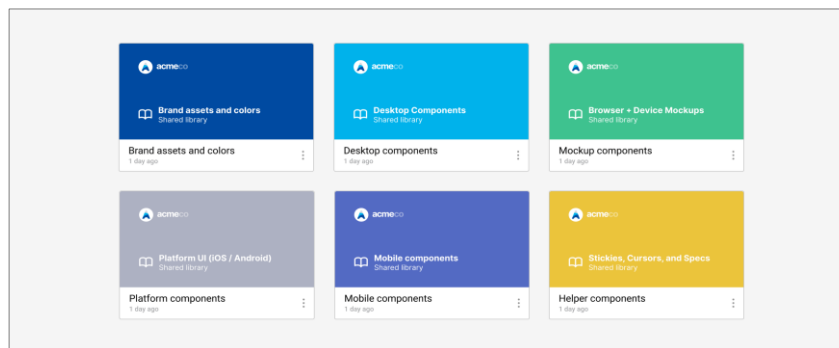 acmeco
Brand assets and colors
Shared library
Brand assets and colors
1 day ago
acmeco
Desktop Components
Shared library
Desktop components
1 day ago
acmeco
Browser + Device Mockups
Shared library
Mockup components
1 day ago
acmeco
Platform UI (iOS / Android)
Shared library
Platform components
1 day ago
acmeco
Mobile components
Shared library
Mobile components
1 day ago
acmeco
Stickies, Cursors, and Specs
Shared library
Helper components
1 day ago